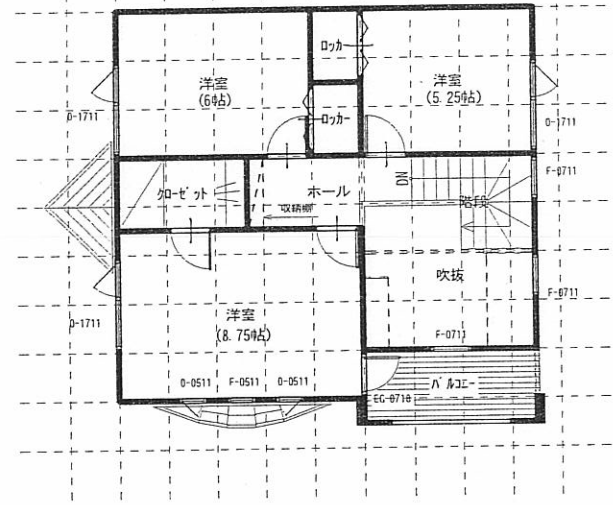 ロッカー
洋室
(6帖)
洋室
(5.25帖)
ロッカー
O-1711
O-1711
F-0711
クローゼット
ホール
収納棚
DN
階段
吹抜
F-0711
O-1711
洋室
(8.75帖)
F-0711
O-0511
F-0511
O-0511
バルコニー
EG-0718